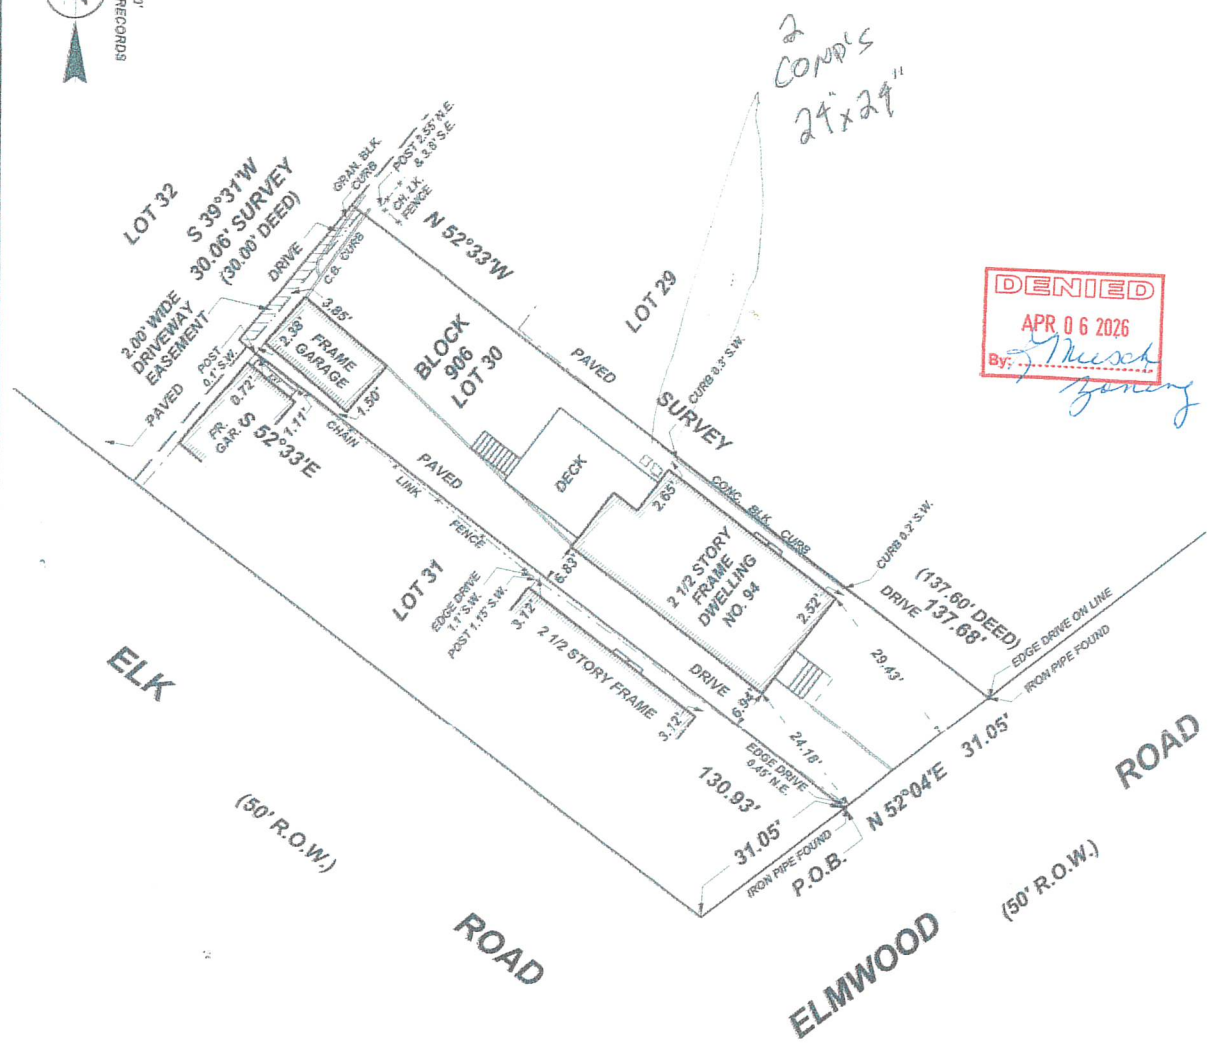 RECORDS
2
COND'S
24"x24"
LOT 32
S 39°31'W
30.06' SURVEY
(30.00' DEED)
GRAN. BLK.
CURB
POST 2.55' N.E.
& 3.8' S.E.
CH. LK.
FENCE
N 52°33'W
DRIVE
C.B. CURB
2.00' WIDE
DRIVEWAY
EASEMENT
PAVED
POST
0.1' S.W.
3.85'
2.38'
FRAME
GARAGE
1.50'
0.72'
FR.
GAR.
1.11'
S 52°33'E
BLOCK
906
LOT 30
LOT 29
PAVED
CURB 0.3' S.W.
SURVEY
DENIED
APR 06 2026
By: J Miesch
Zoning
CHAIN
LINK
FENCE
PAVED
DECK
2.65'
CONC.
BLK.
CURB
CURB 0.2' S.W.
2 1/2 STORY
FRAME
DWELLING
NO. 94
2.52'
6.83'
LOT 31
EDGE DRIVE
1.1' S.W.
POST 1.15' S.W.
3.12'
2 1/2 STORY FRAME
3.12'
DRIVE
6.94'
DRIVE
(137.60' DEED)
137.68'
29.43'
EDGE DRIVE ON LINE
IRON PIPE FOUND
24.18'
EDGE DRIVE
0.45' N.E.
130.93'
31.05'
IRON PIPE FOUND
P.O.B.
N 52°04'E
31.05'
ELK
(50' R.O.W.)
ROAD
ELMWOOD
(50' R.O.W.)
ROAD